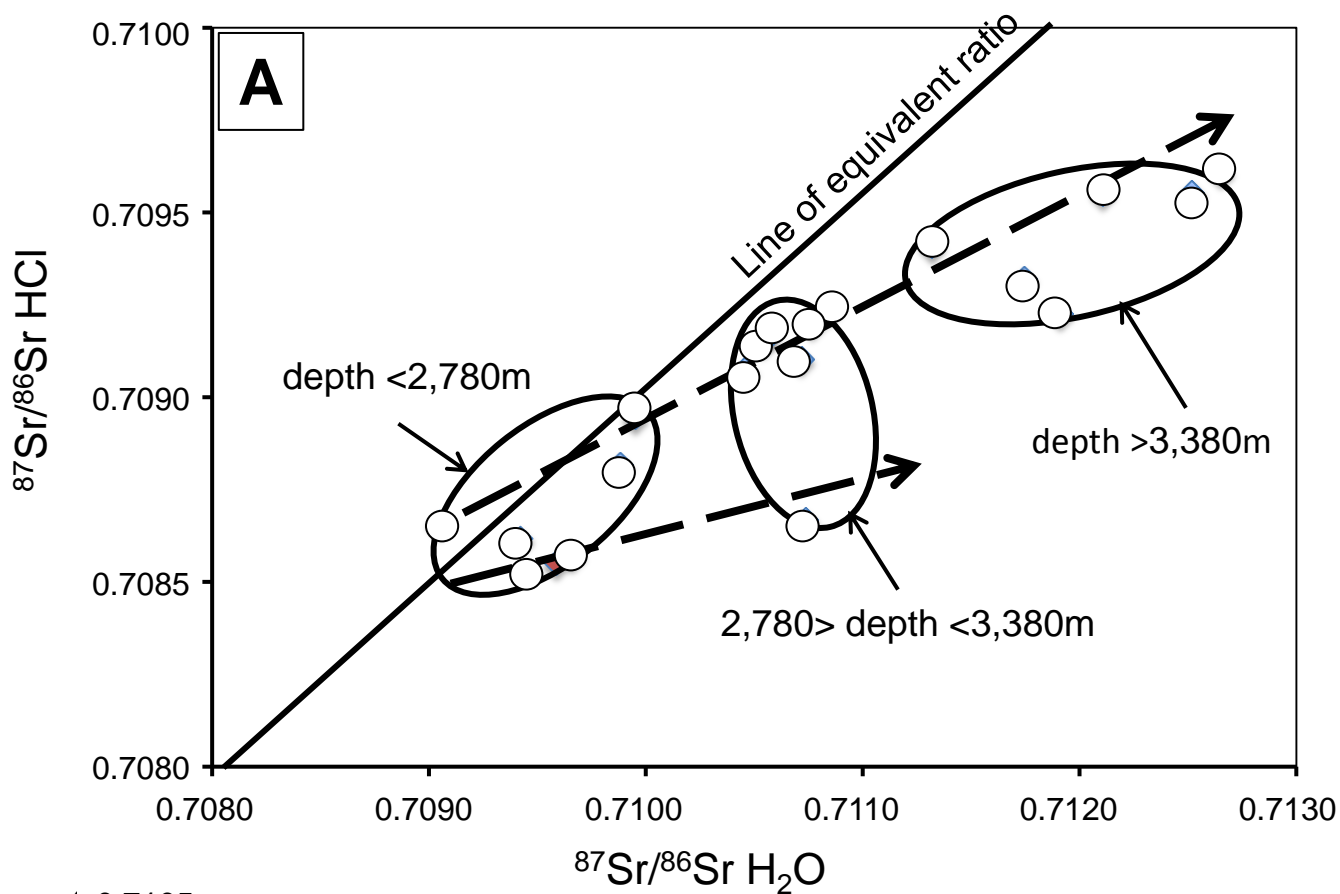 0.7100
A
Line of equivalent ratio
0.7095
depth <2,780m
0.7090
depth >3,380m
0.7085
2,780> depth <3,380m
0.7080
87Sr/86Sr HCl
0.7080 0.7090 0.7100 0.7110 0.7120 0.7130
87Sr/86Sr H2O